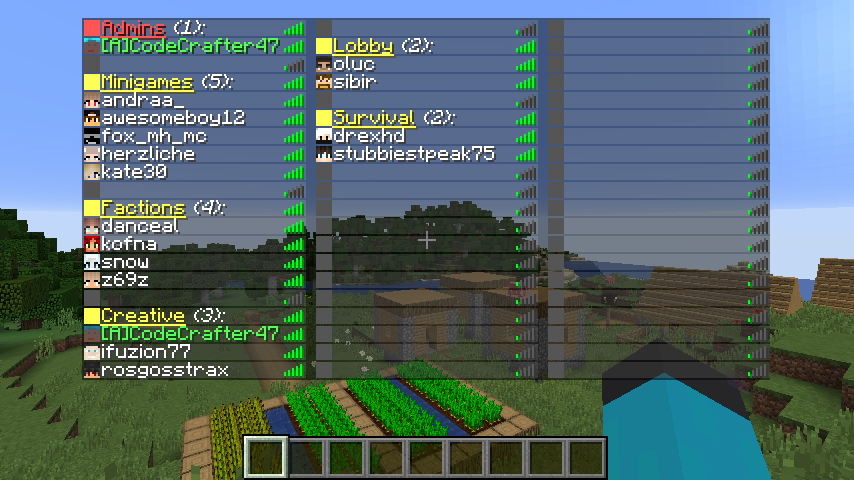 Admins (1):
[A]CodeCrafter47
Minigames (5):
andraa_
awesomeboy12
fox_mh_mc
herzliche
kate30
Factions (4):
danceal
kofna
snow
z69z
Creative (3):
[A]CodeCrafter47
ifuzion77
rosgosstrax
Lobby (2):
oluc
sibir
Survival (2):
drexhd
stubbiestpeak75